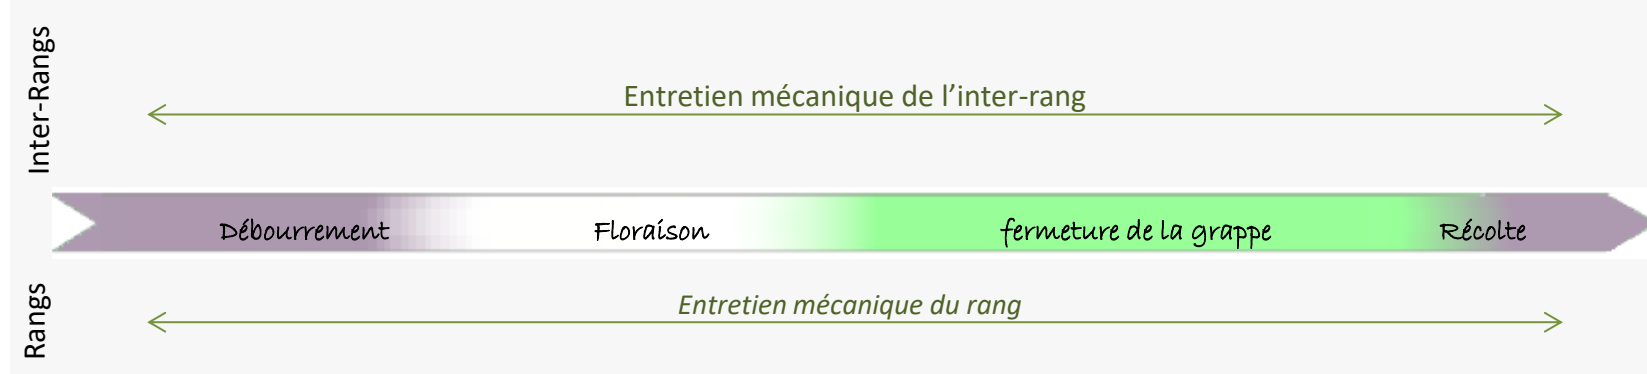 Inter-Rangs
Entretien mécanique de l’inter-rang
Débourrement Floraison fermeture de la grappe Récolte
Rangs
Entretien mécanique du rang